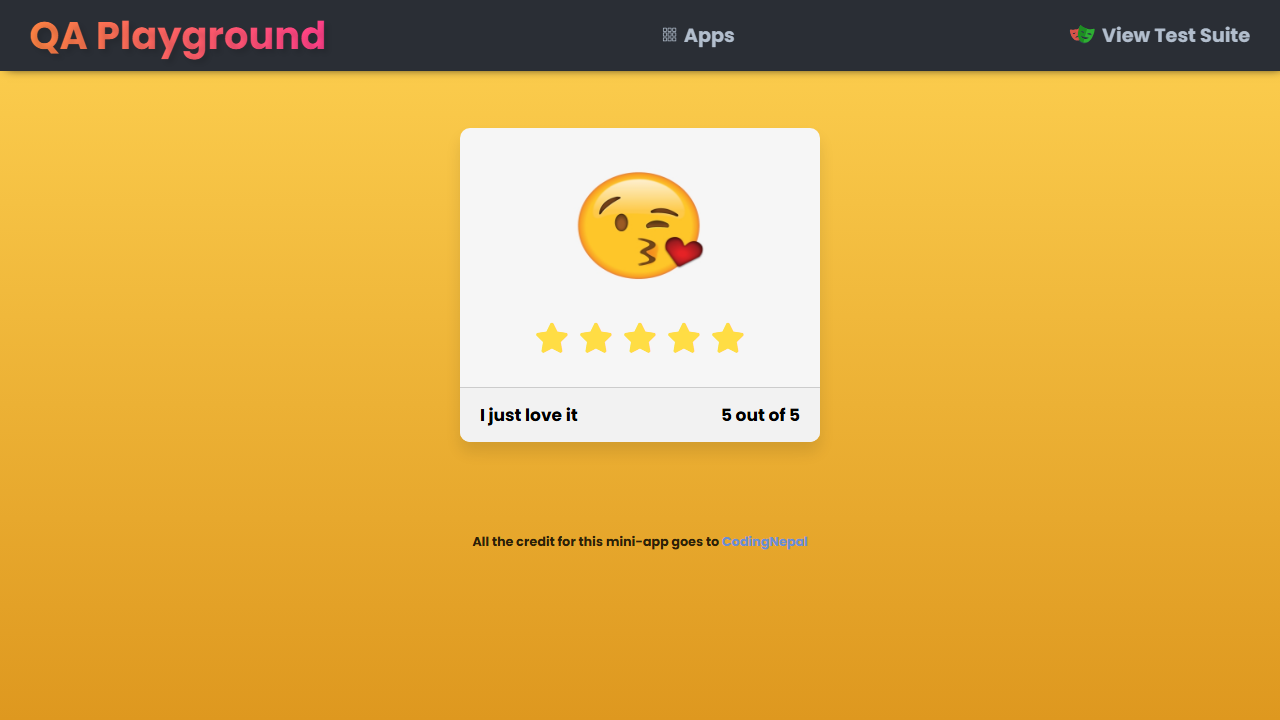 QA Playground
Apps
View Test Suite
I just love it
5 out of 5
All the credit for this mini-app goes to CodingNepal